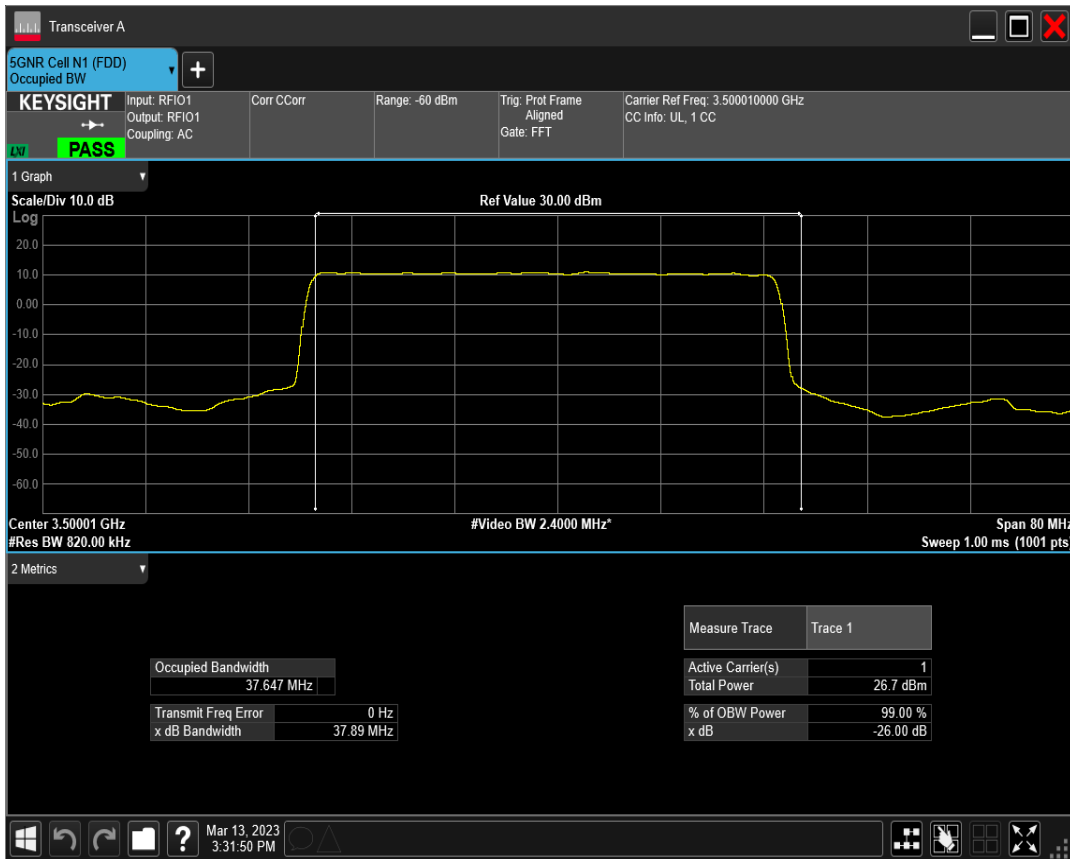 Transceiver A
5GNR Cell N1 (FDD)
Occupied BW
KEYSIGHT
LXI
PASS
Input: RFIO1
Output: RFIO1
Coupling: AC
Corr CCorr
Range: -60 dBm
Trig: Prot Frame
Aligned
Gate: FFT
Carrier Ref Freq: 3.500010000 GHz
CC Info: UL, 1 CC
1 Graph
Scale/Div 10.0 dB
Ref Value 30.00 dBm
Log
20.0
10.0
0.00
-10.0
-20.0
-30.0
-40.0
-50.0
-60.0
Center 3.50001 GHz
#Video BW 2.4000 MHz*
Span 80 MHz
#Res BW 820.00 kHz
Sweep 1.00 ms (1001 pts)
2 Metrics
Measure Trace Trace 1
Occupied Bandwidth
37.647 MHz
Active Carrier(s) 1
Total Power 26.7 dBm
Transmit Freq Error 0 Hz
x dB Bandwidth 37.89 MHz
% of OBW Power 99.00 %
x dB -26.00 dB
?
Mar 13, 2023
3:31:50 PM